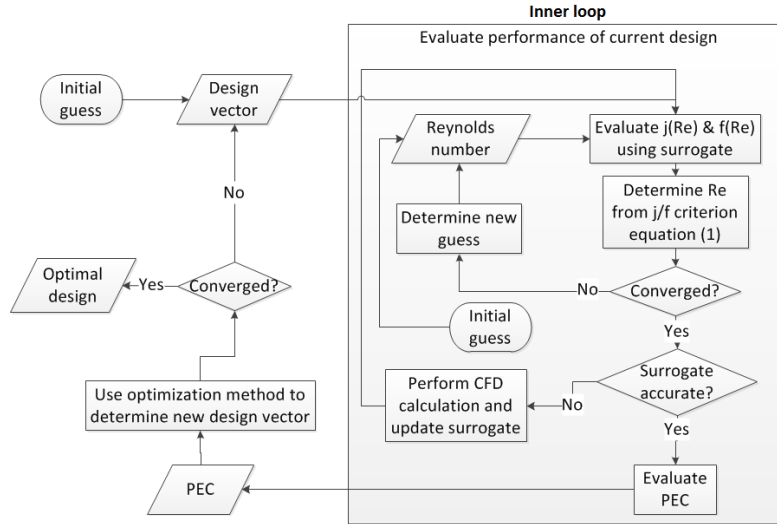 Inner loop
Evaluate performance of current design
Initial
guess
Design
vector
Reynolds
number
Evaluate j(Re) & f(Re)
using surrogate
Determine Re
from j/f criterion
equation (1)
Determine new
guess
No
Converged?
No
Initial
guess
Yes
Optimal
design
Yes
Converged?
Surrogate
accurate?
No
Perform CFD
calculation and
update surrogate
Yes
Use optimization method to
determine new design vector
Evaluate
PEC
PEC